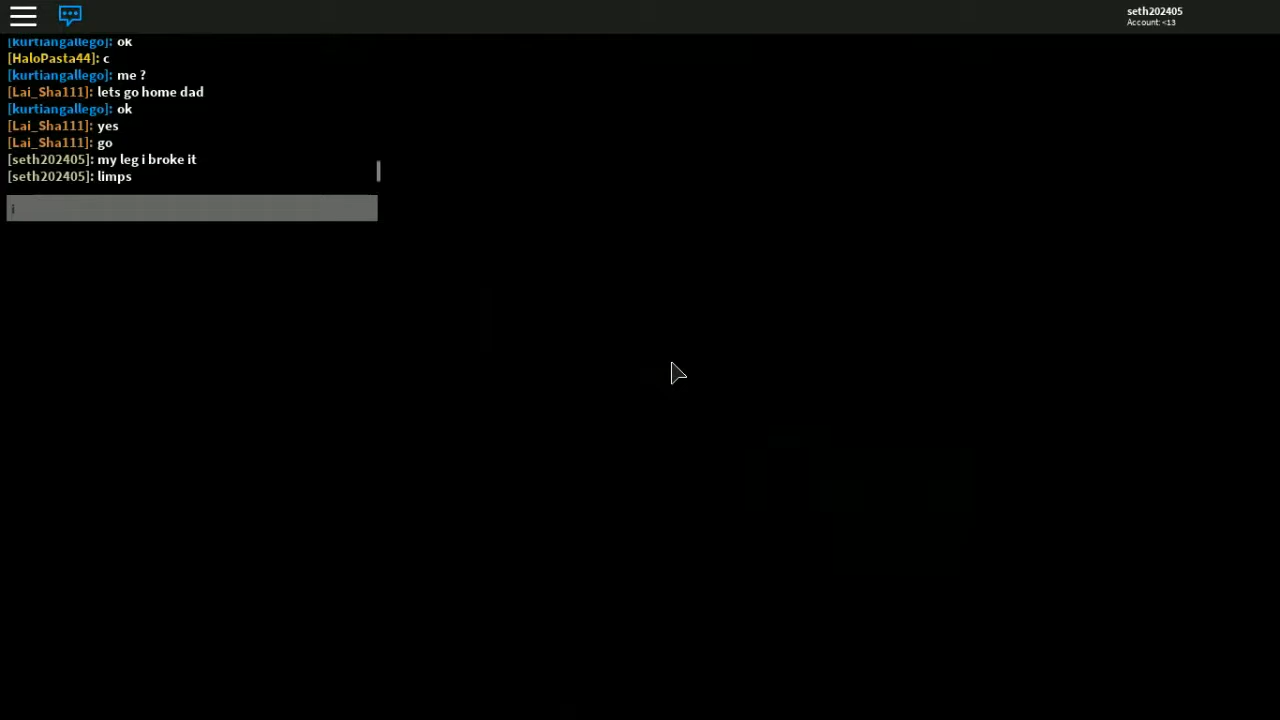 seth202405
Account: <13
[kurtiangallego]: ok
[HaloPasta44]: c
[kurtiangallego]: me ?
[Lai_Sha111]: lets go home dad
[kurtiangallego]: ok
[Lai_Sha111]: yes
[Lai_Sha111]: go
[seth202405]: my leg i broke it
[seth202405]: limps
i